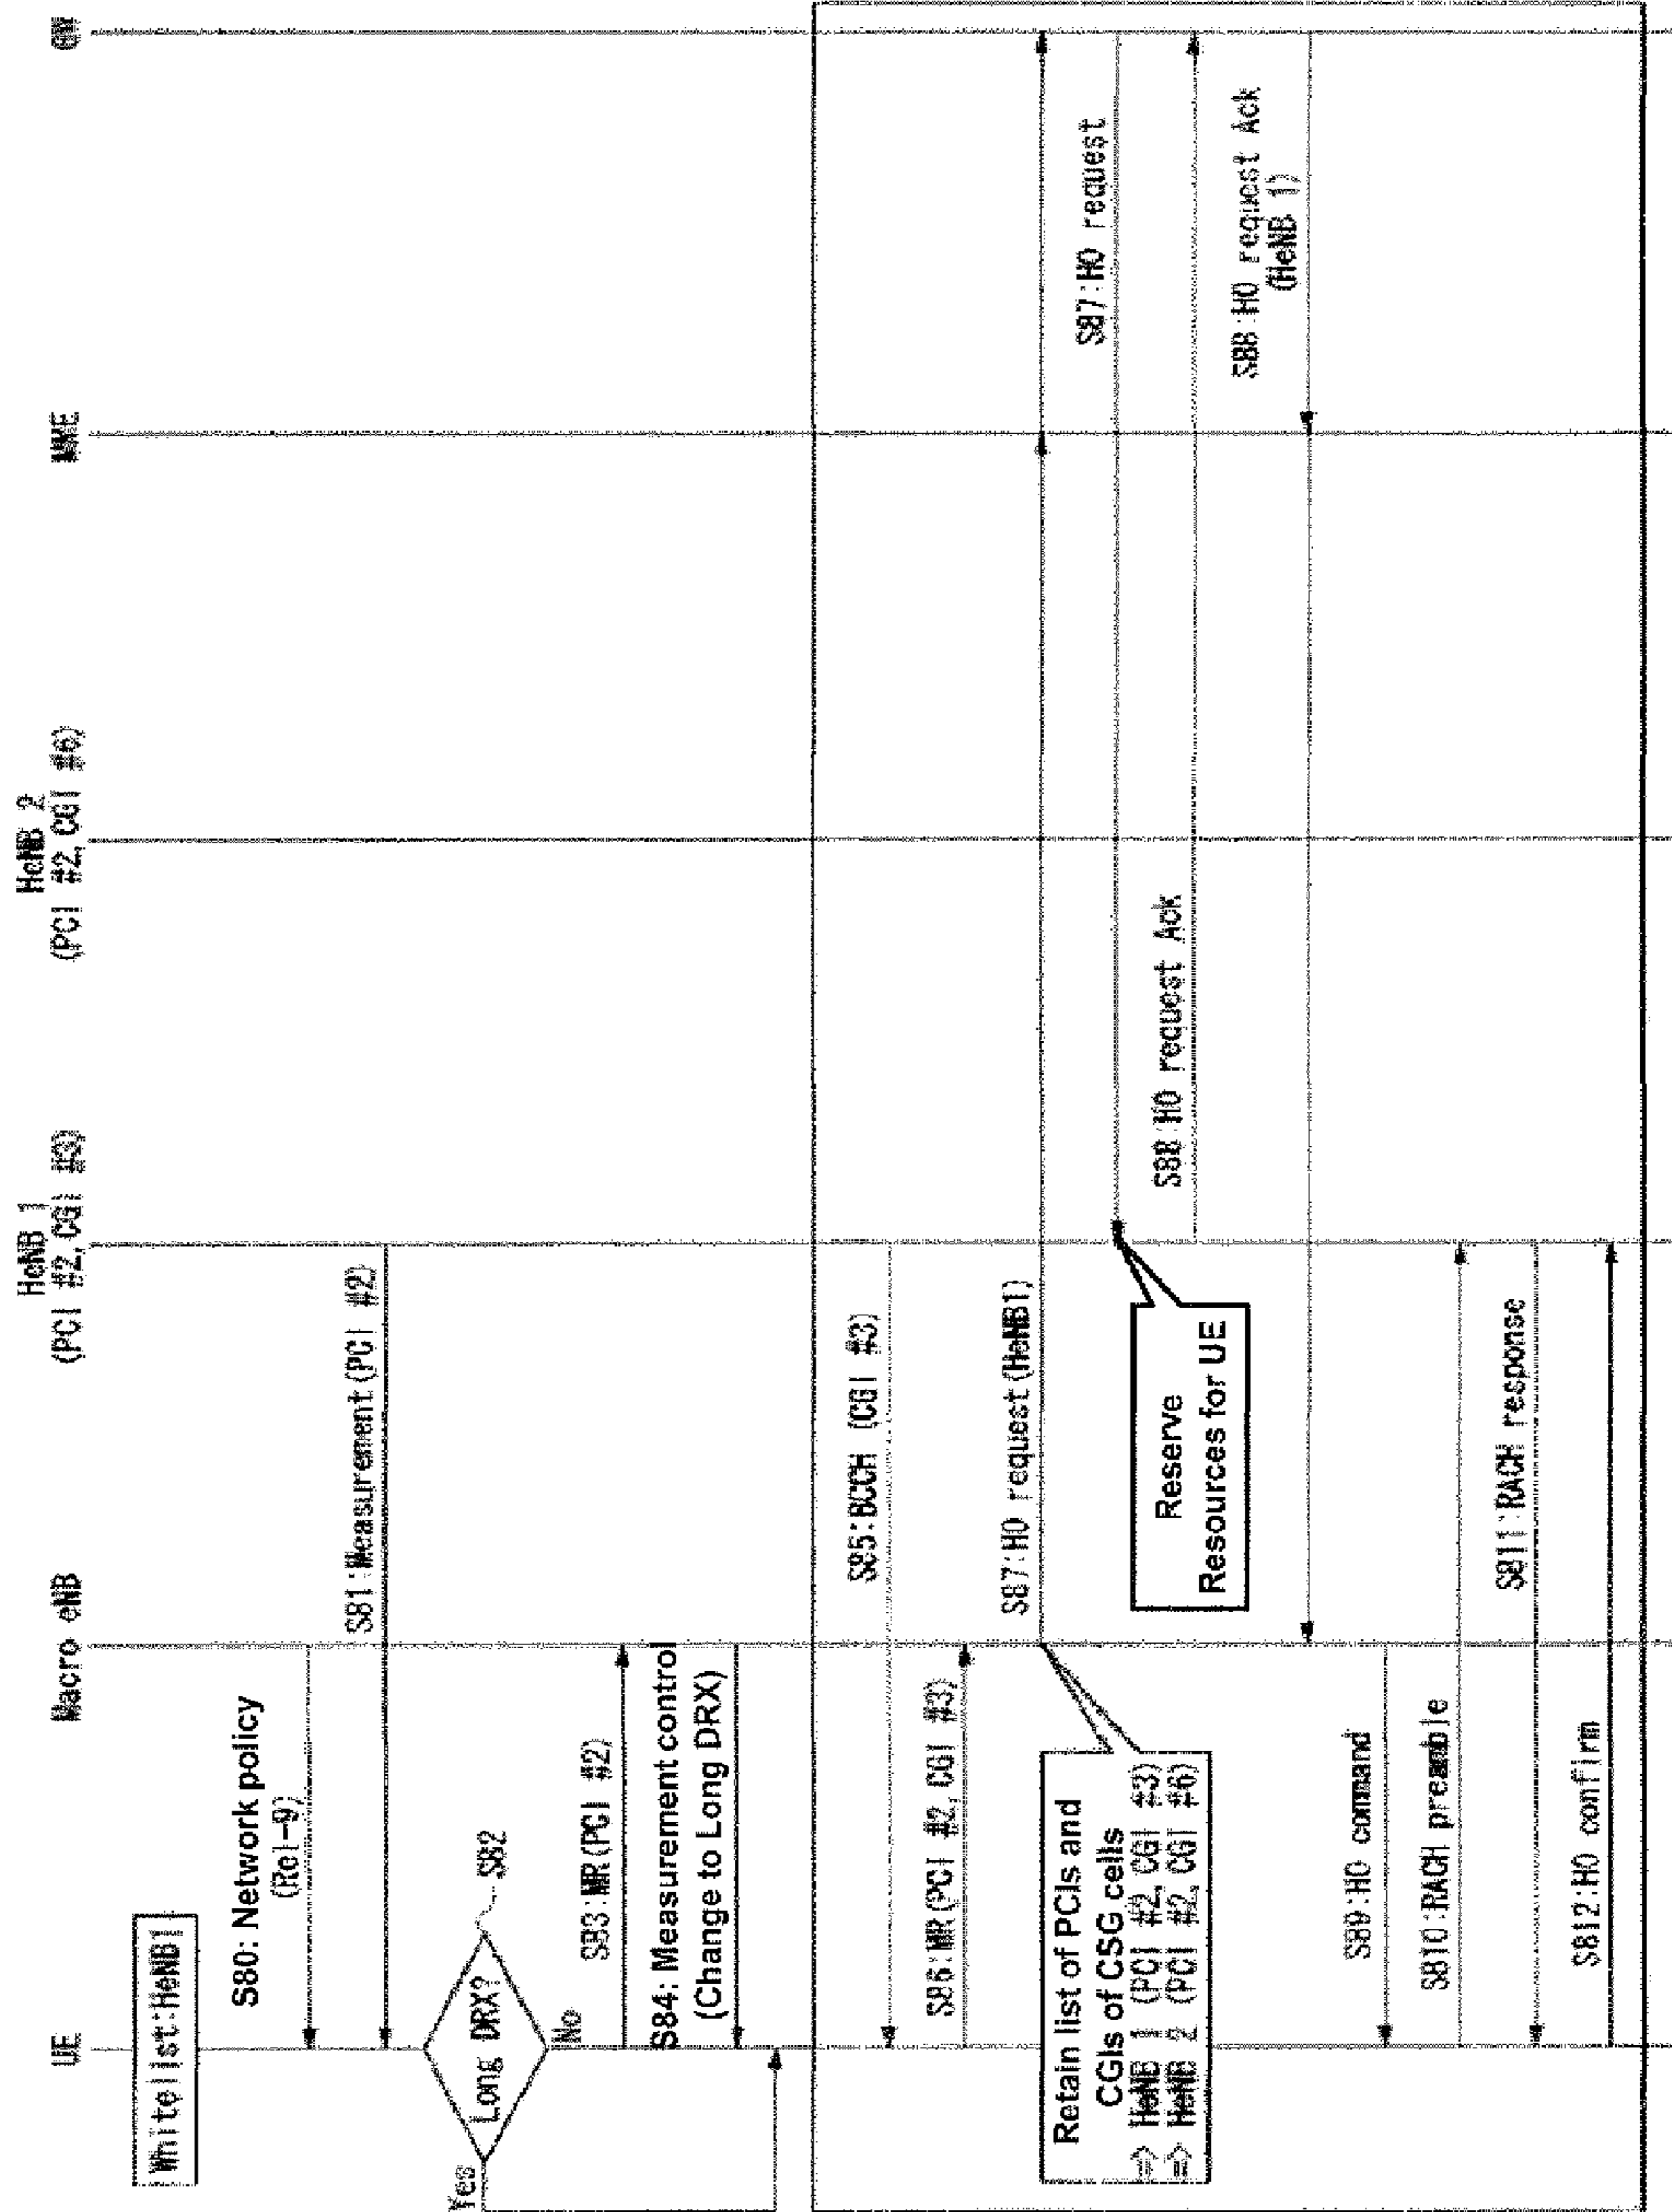 UE
Macro eNB
HeNB 1
(PCI #2, CGI #3)
HeNB 2
(PCI #2, CGI #6)
MME
GW
Whitelist:HeNB1
S80: Network policy
(Rel-9)
S81:Measurement(PCI #2)
Long DRX?
S82
Yes
No
S83:MR(PCI #2)
S84: Measurement control
(Change to Long DRX)
S85:BCCH (CGI #3)
S86:MR(PCI #2, CGI #3)
S87:HO request(HeNB1)
S87:HO request
Retain list of PCIs and
CGIs of CSG cells
=> HeNB 1 (PCI #2, CGI #3)
=> HeNB 2 (PCI #2, CGI #6)
Reserve
Resources for UE
S88:HO request Ack
S88:HO request Ack
(HeNB 1)
S89:HO command
S810:RACH preamble
S811:RACH response
S812:HO confirm